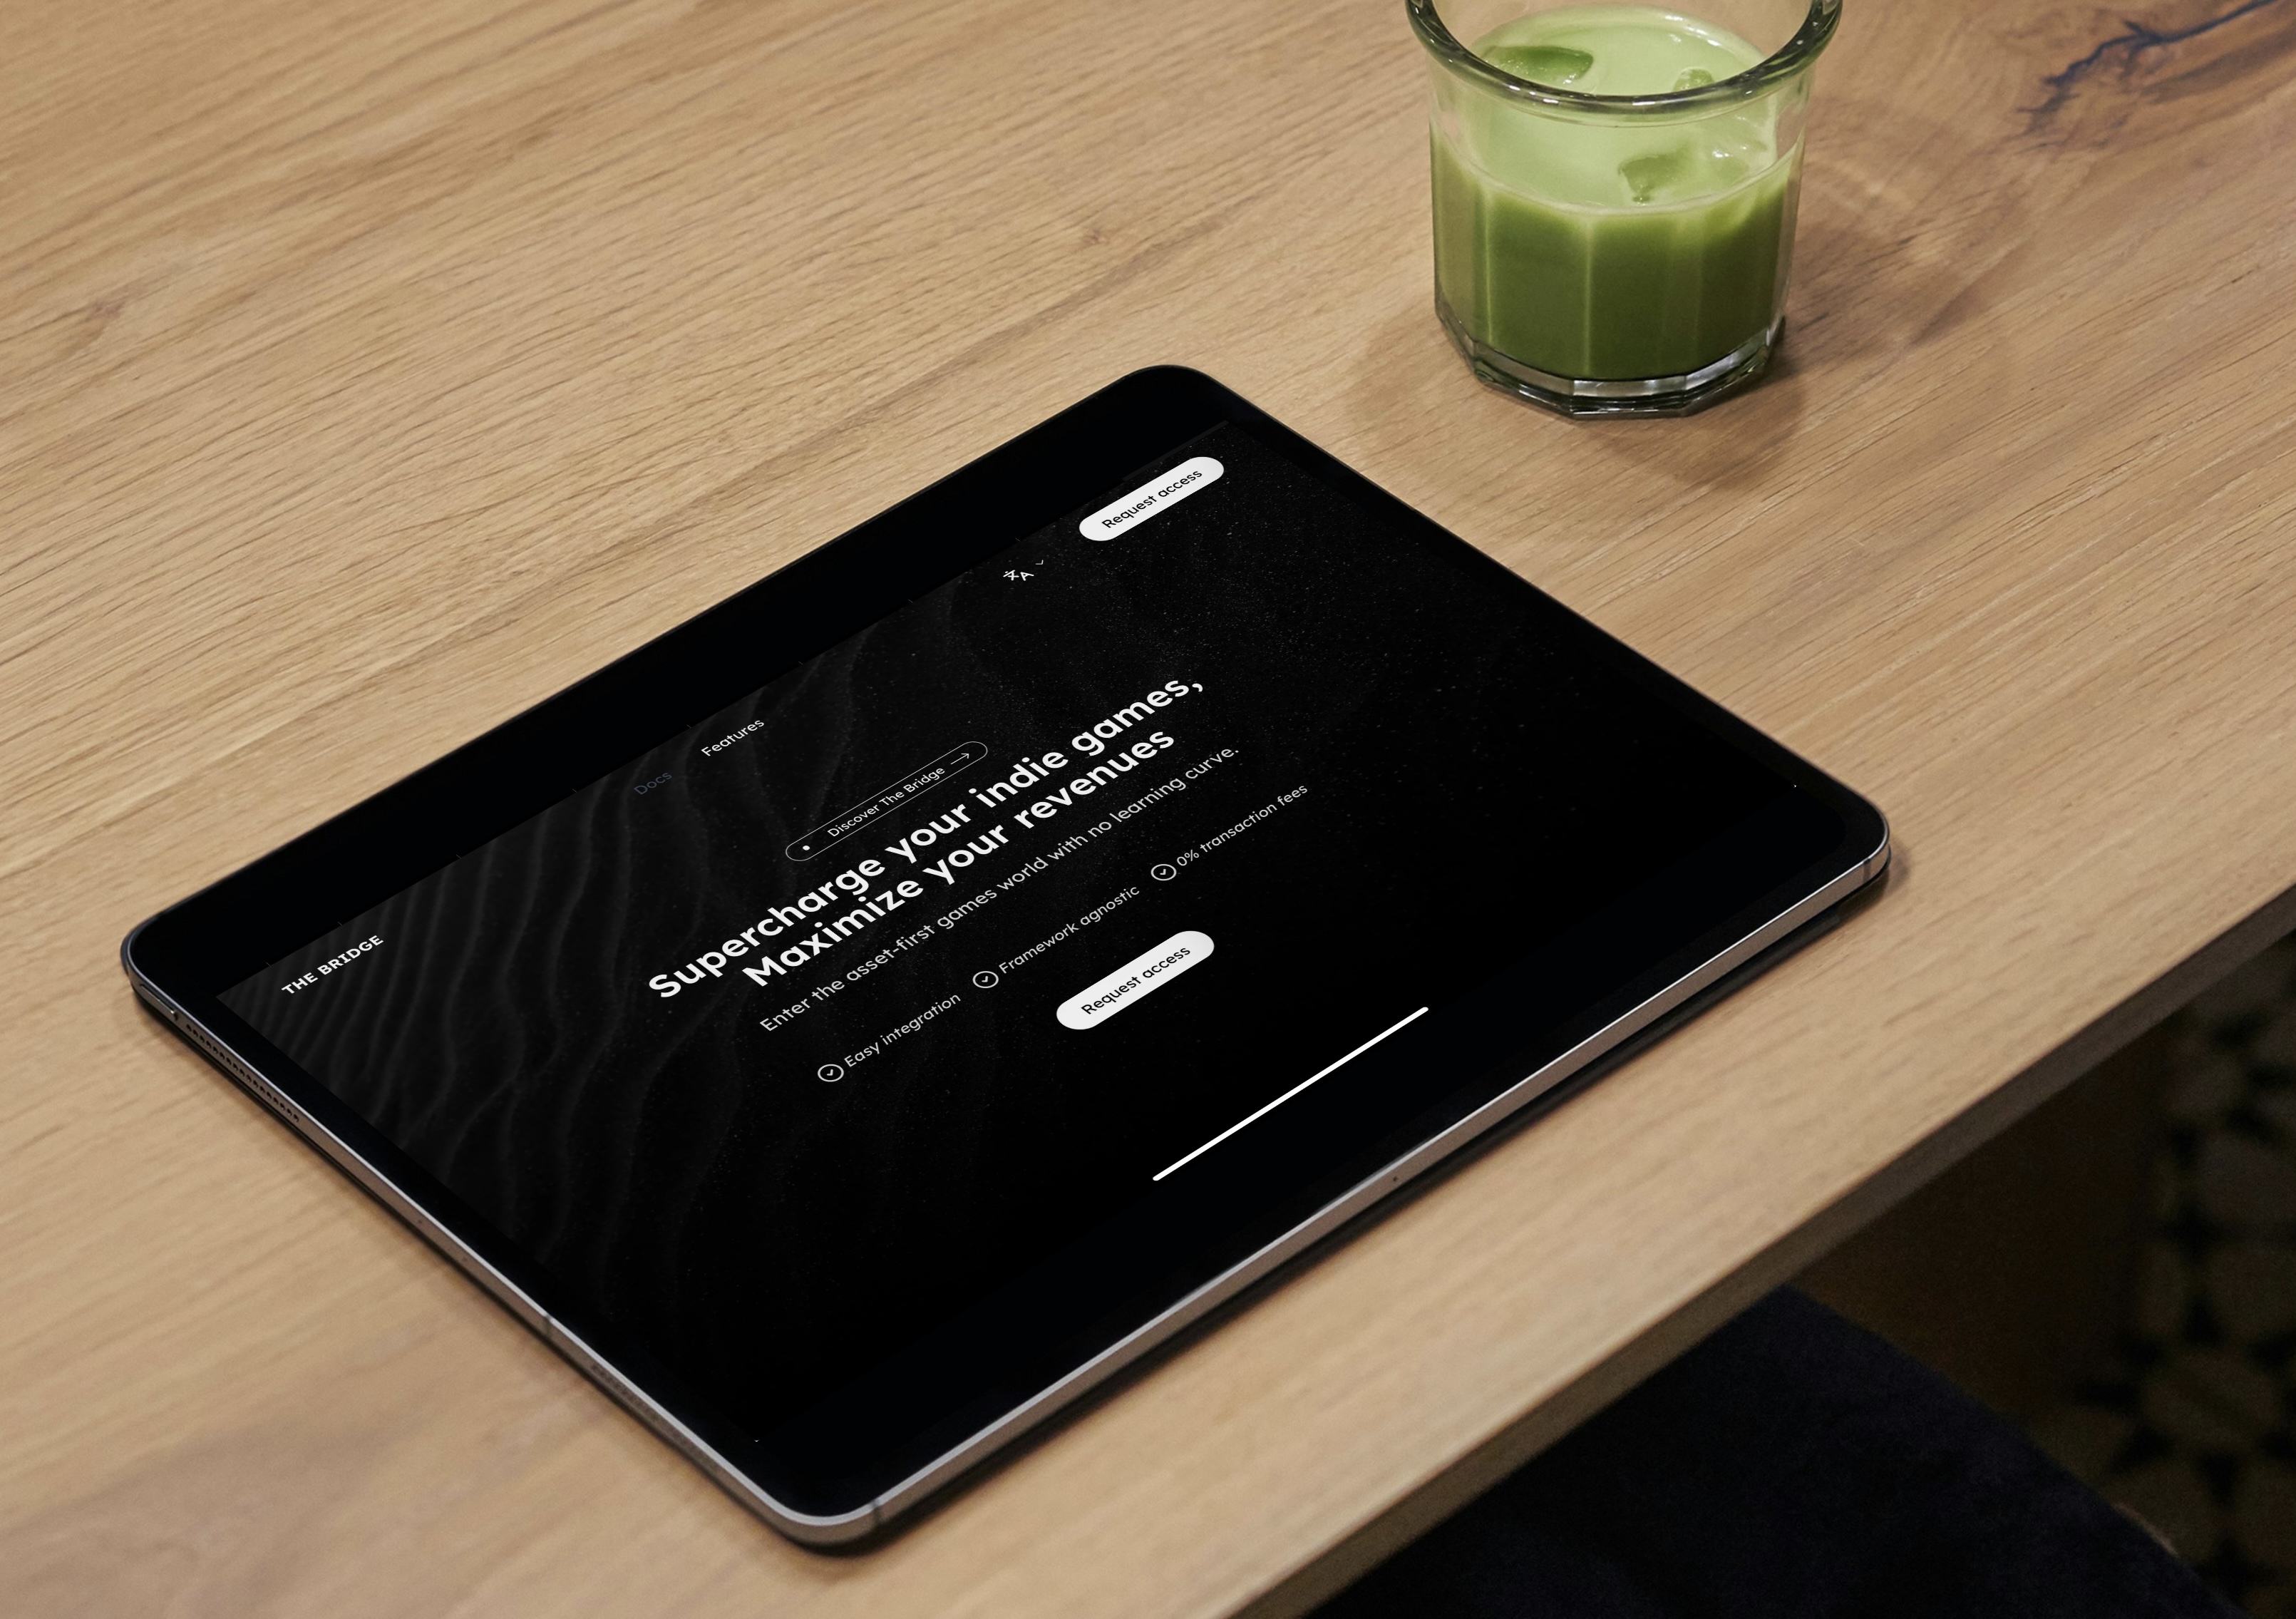 THE BRIDGE
Docs
Features
Request access
Discover The Bridge
Supercharge your indie games,
Maximize your revenues
Enter the asset-first games world with no learning curve.
Easy integration
Framework agnostic
0% transaction fees
Request access